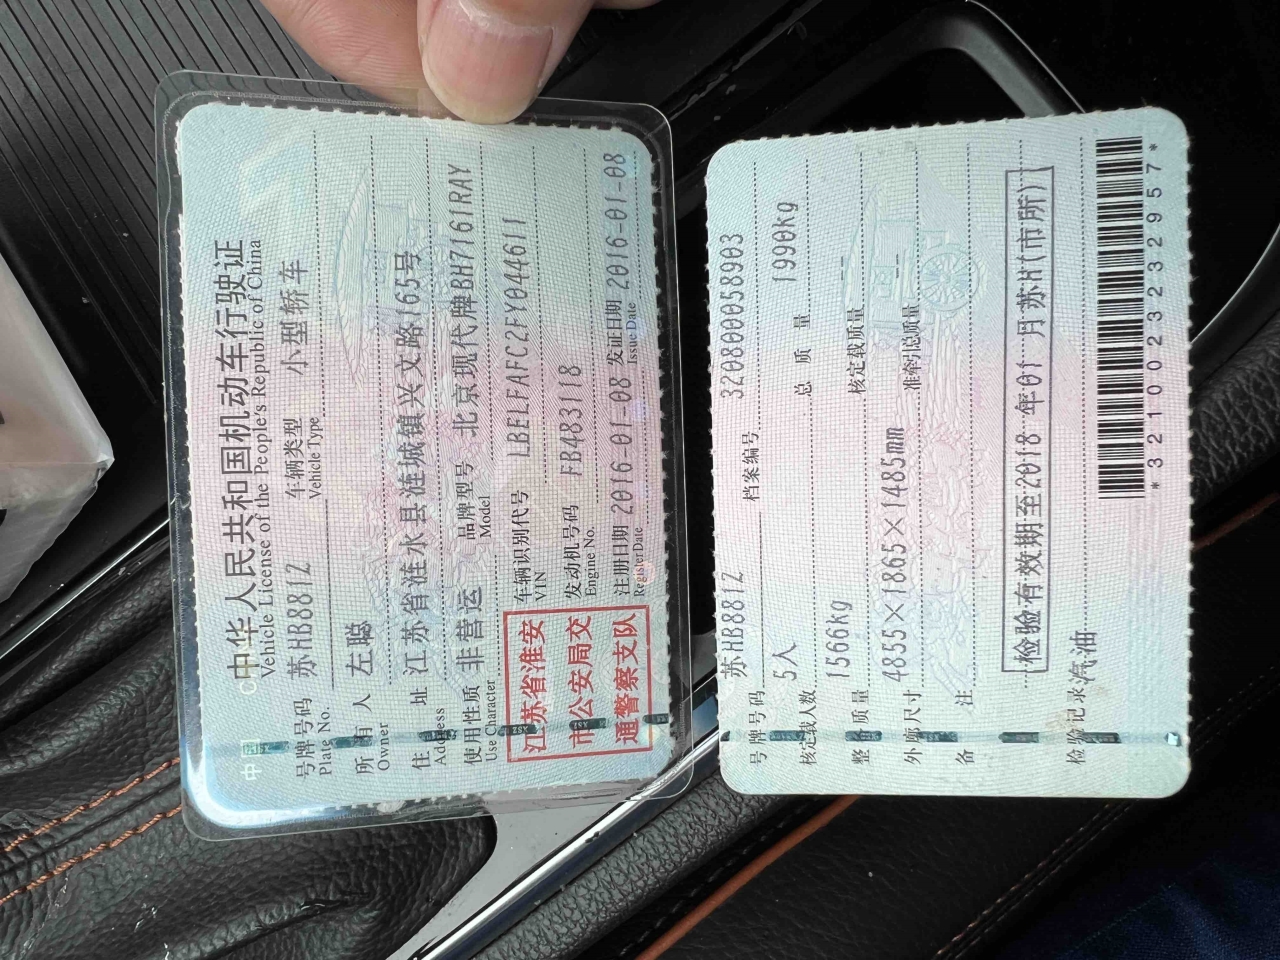 中华人民共和国机动车行驶证
Vehicle License of the People's Republic of China
号牌号码 苏HB8812 车辆类型 小型轿车
Plate No. Vehicle Type
所有人 左聪
Owner
住址 江苏省涟水县涟城镇兴文路165号
Address
使用性质 非营运 品牌型号 北京现代牌BH7161RAY
Use Character Model
江苏省淮安
市公安局交
通警察支队
车辆识别代号 LBELFAFC2FY044611
VIN
发动机号码 FB483118
Engine No.
注册日期 2016-01-08 发证日期 2016-01-08
Register Date Issue Date
号牌号码 苏HB8812 档案编号 320800058903
核定载人数 5人 总质量 1990kg
整备质量 1566kg 核定载质量 --
外廓尺寸 4855×1865×1485mm 准牵引总质量 --
备注
检验有效期至2018年01月苏H(市所)
检验记录 汽油
*3210023232957*